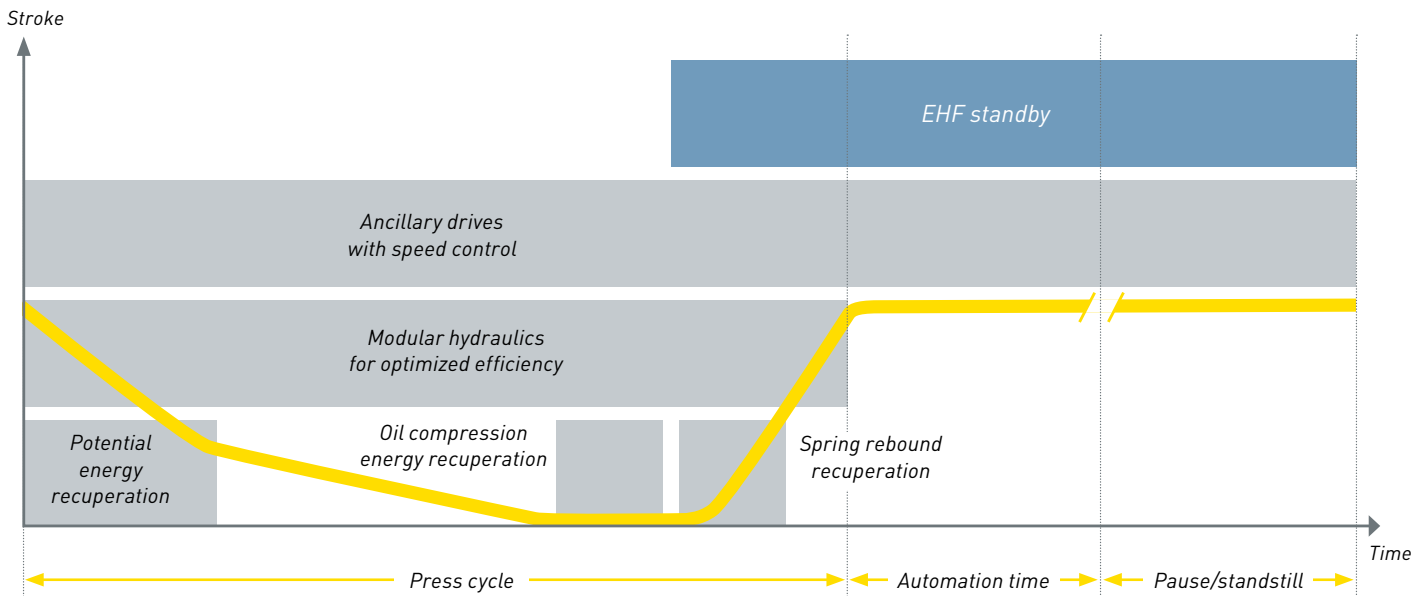 Stroke
EHF standby
Ancillary drives
with speed control
Modular hydraulics
for optimized efficiency
Potential
energy
recuperation
Oil compression
energy recuperation
Spring rebound
recuperation
Time
Press cycle
Automation time
Pause/standstill